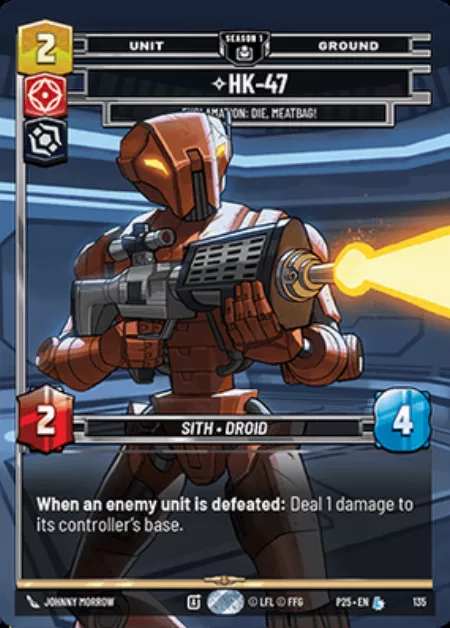 2
UNIT
SEASON 1
GROUND
HK-47
EXCLAMATION: DIE, MEATBAG!
2
SITH • DROID
4
When an enemy unit is defeated: Deal 1 damage to
its controller's base.
JOHNNY MORROW
© LFL © FFG
P25 • EN
135